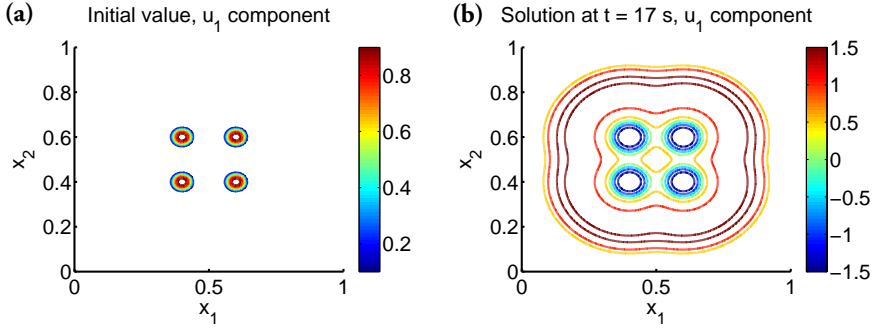 (a) Initial value, u₁ component
1
0.8
0.6
0.4
0.2
0
0 0.5 1
x₂
x₁
0.8
0.6
0.4
0.2
(b) Solution at t = 17 s, u₁ component
1
0.8
0.6
0.4
0.2
0
0 0.5 1
x₂
x₁
1.5
1
0.5
0
−0.5
−1
−1.5